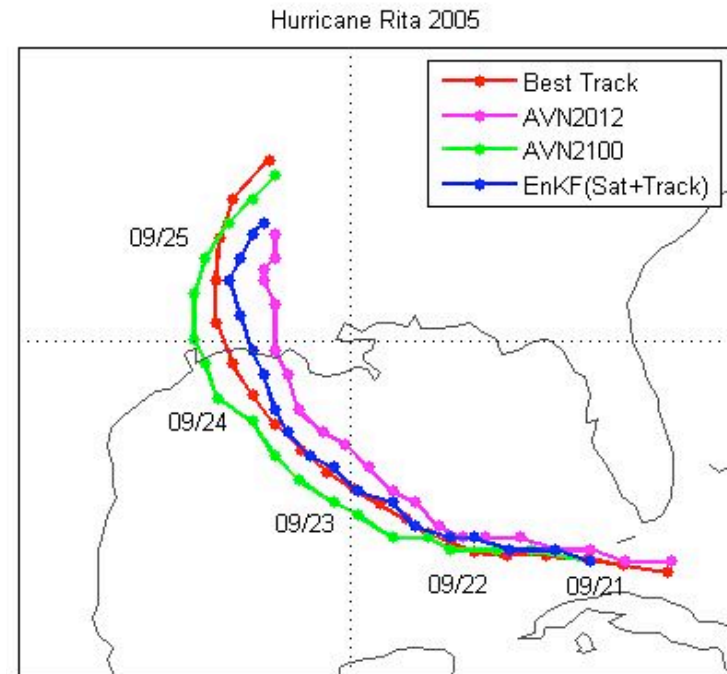 Hurricane Rita 2005
Best Track
AVN2012
AVN2100
EnKF(Sat+Track)
09/25
09/24
09/23
09/22
09/21